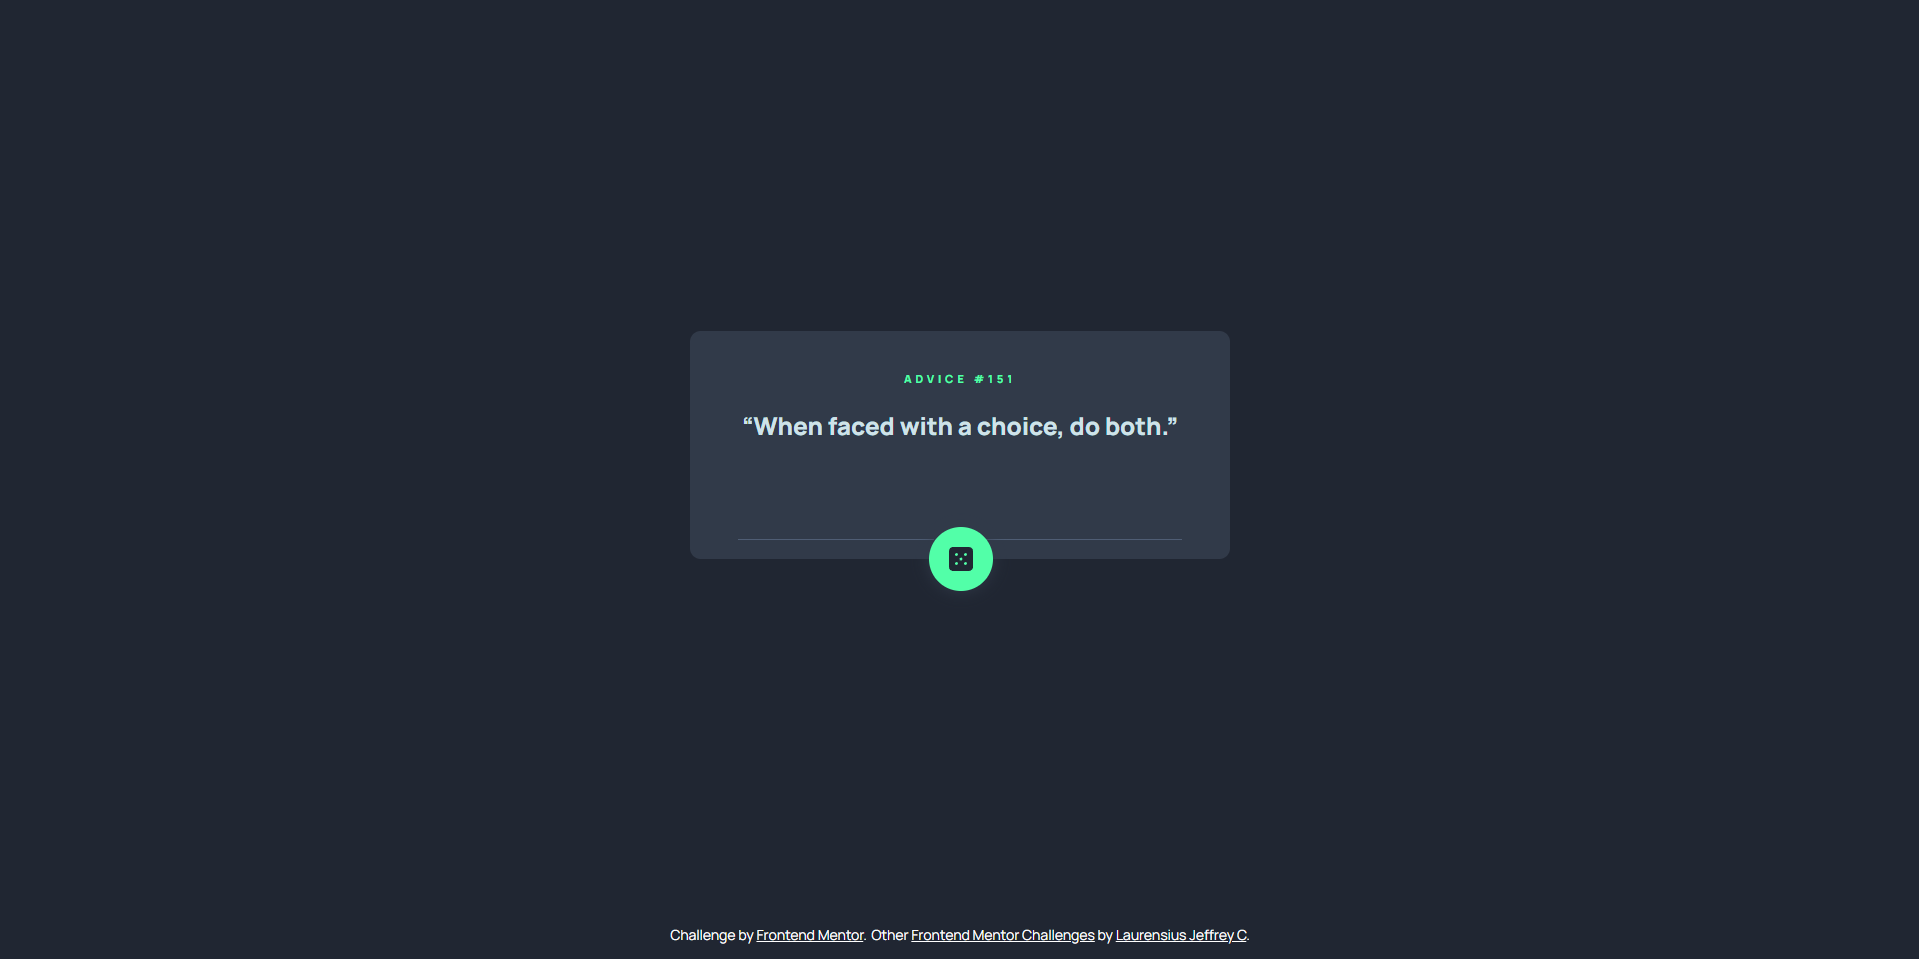 ADVICE #151
“When faced with a choice, do both.”
Challenge by Frontend Mentor. Other Frontend Mentor Challenges by Laurensius Jeffrey C.